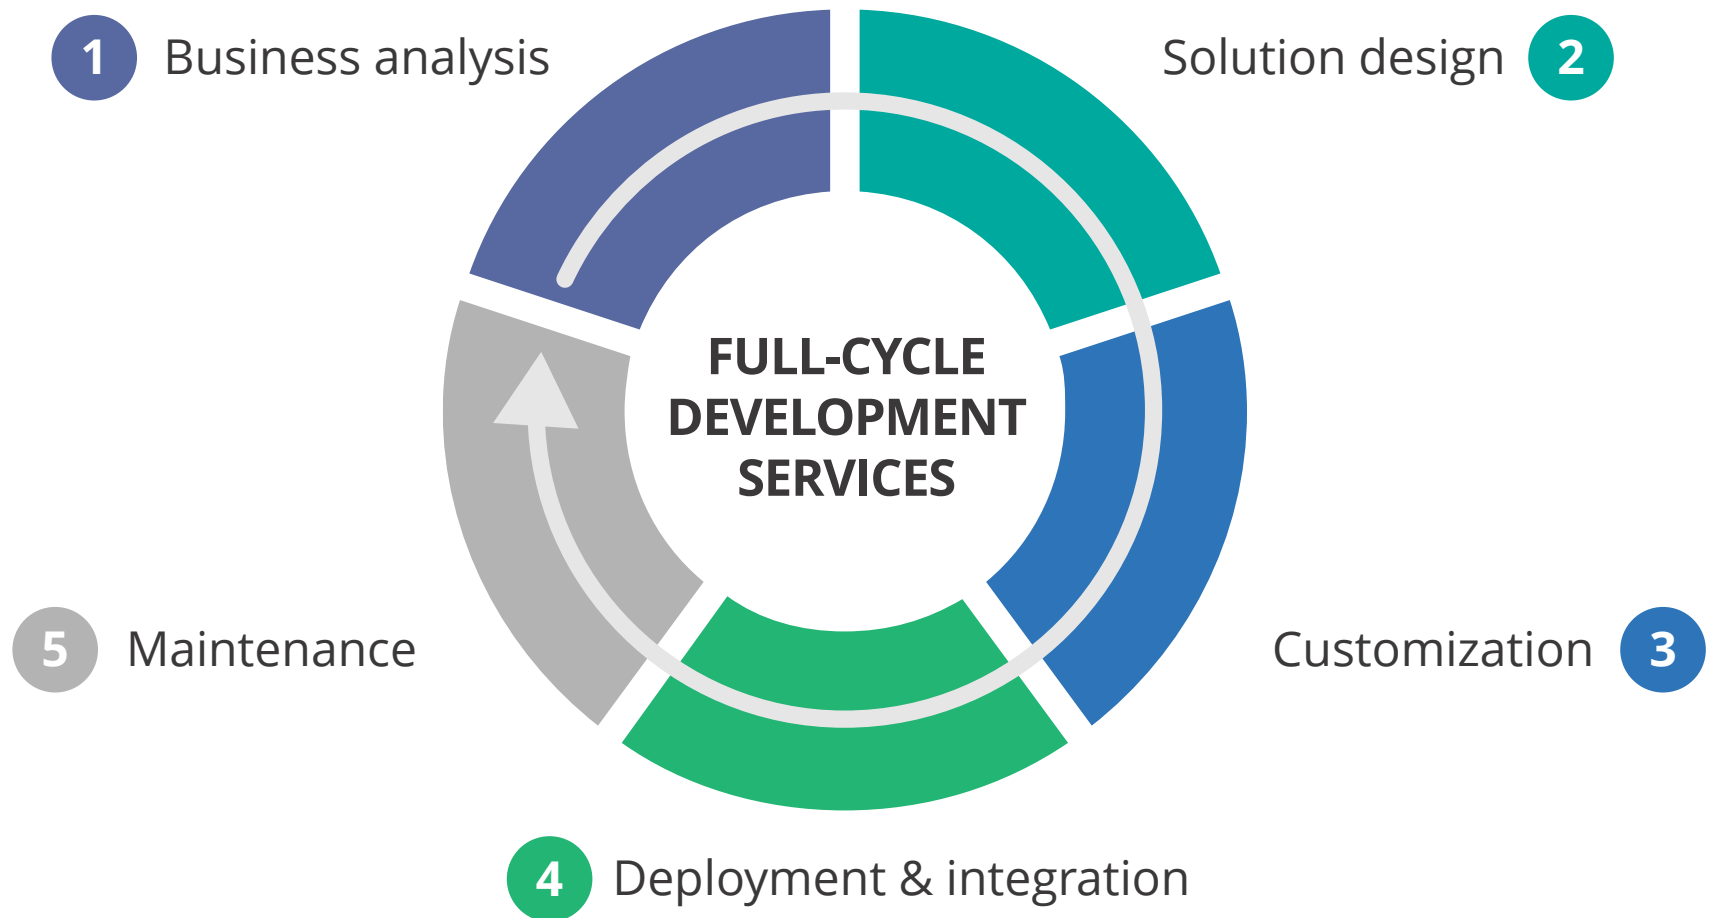 1 Business analysis
Solution design 2
FULL-CYCLE
DEVELOPMENT
SERVICES
Customization 3
4 Deployment & integration
5 Maintenance